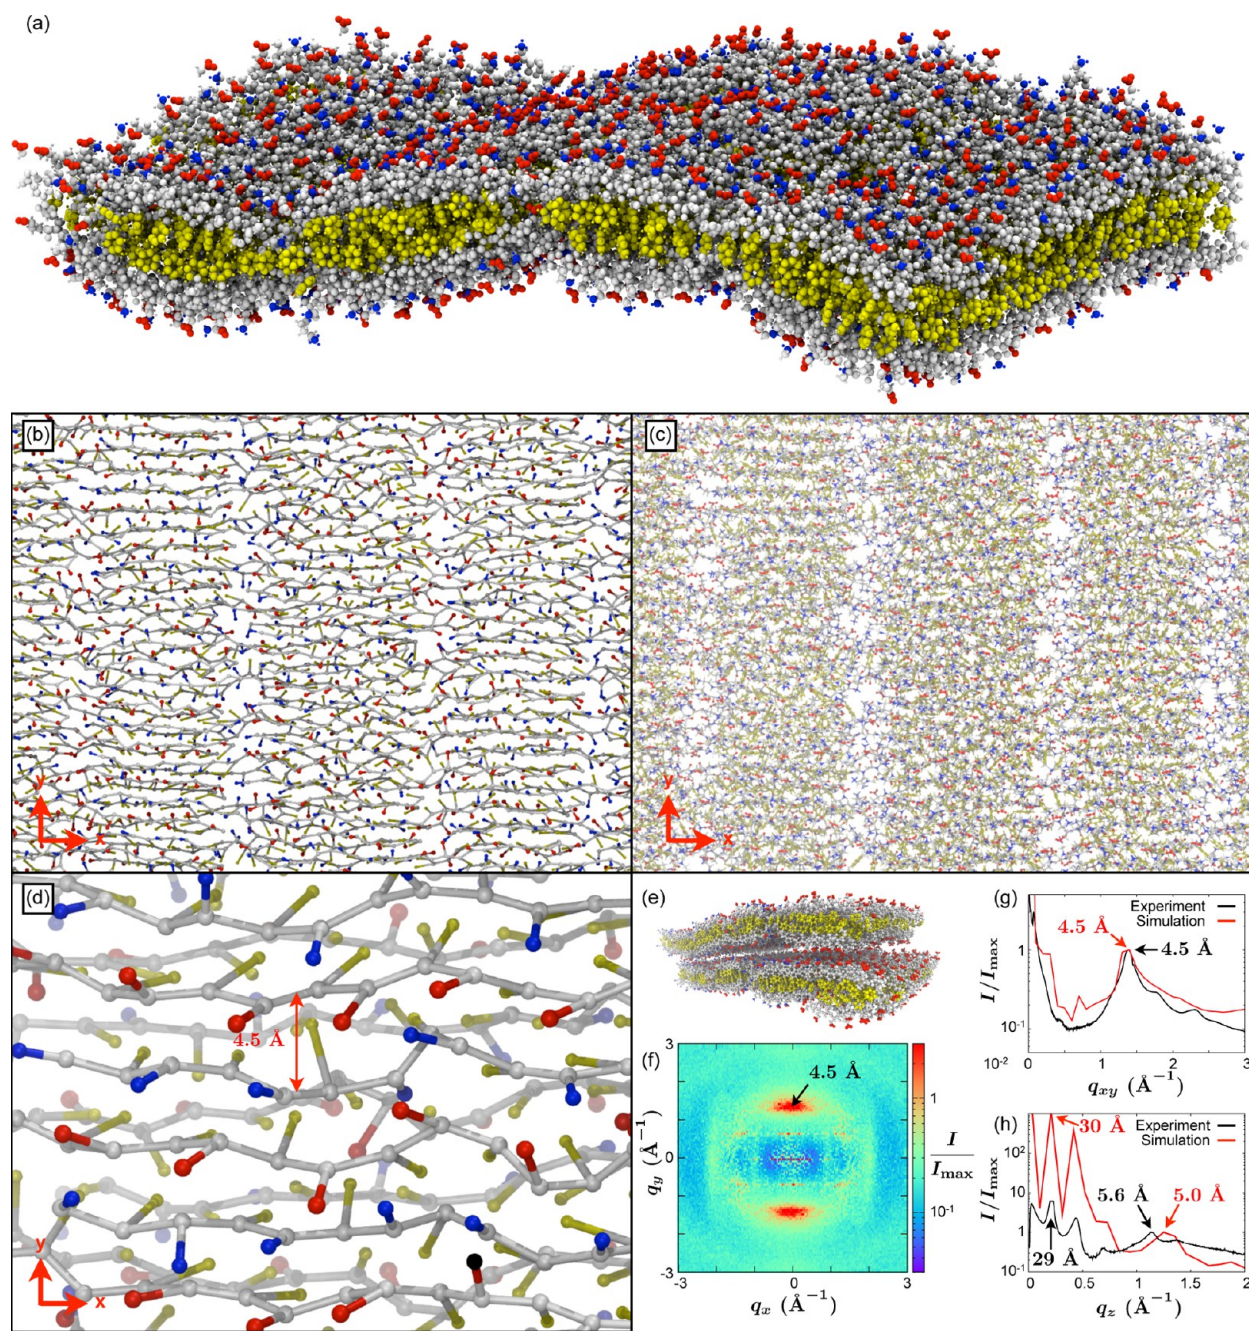 (a)
(b)
y
x
(c)
y
x
(d)
4.5 Å
y
x
(e)
(f)
4.5 Å
3
0
-3
q_y (Å⁻¹)
-3
0
3
q_x (Å⁻¹)
1
10⁻¹
I
I_max
(g)
Experiment
Simulation
4.5 Å
4.5 Å
I/I_max
1
10⁻¹
10⁻²
0
1
2
3
q_xy (Å⁻¹)
(h)
Experiment
Simulation
30 Å
5.6 Å
5.0 Å
29 Å
I/I_max
10²
10
1
10⁻¹
0
0.5
1
1.5
2
q_z (Å⁻¹)